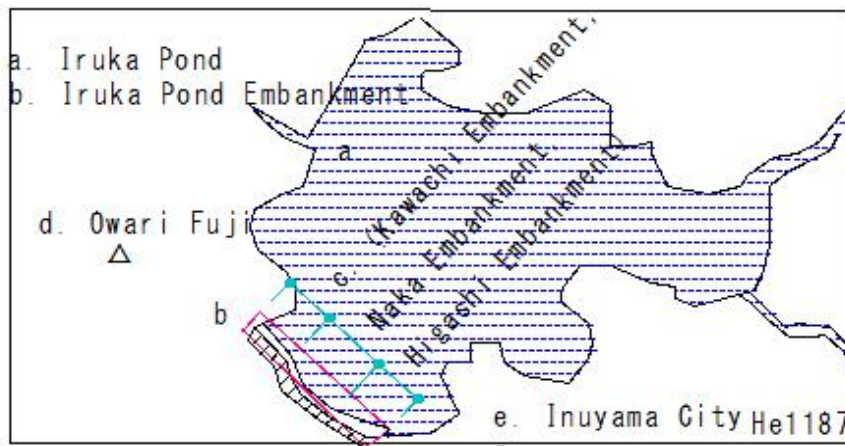 a. Iruka Pond
b. Iruka Pond Embankment
a
c. (Kawachi Embankment,
Naka Embankment,
Higashi Embankment)
d. Owari Fuji
b
e. Inuyama City
He1187